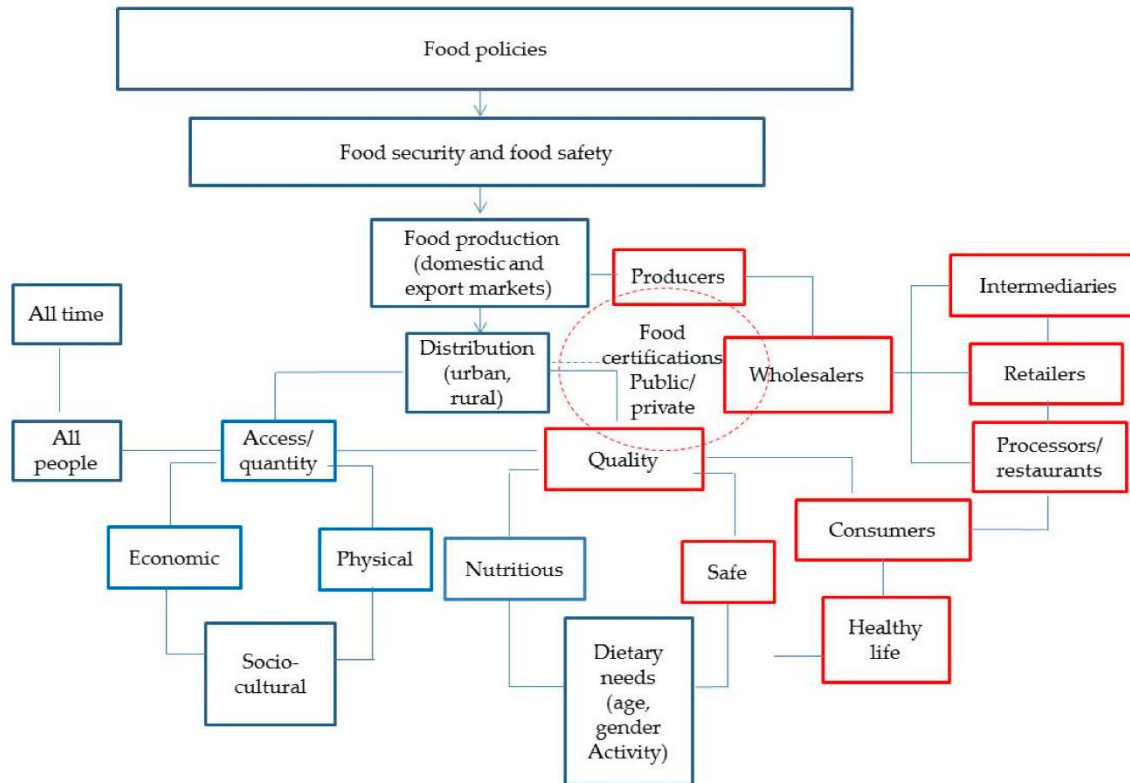 Food policies
Food security and food safety
Food production
(domestic and
export markets)
Producers
Intermediaries
All time
Distribution
(urban,
rural)
Food
certifications
Public/
private
Wholesalers
Retailers
All
people
Access/
quantity
Quality
Processors/
restaurants
Economic
Physical
Nutritious
Safe
Consumers
Socio-
cultural
Dietary
needs
(age,
gender
Activity)
Healthy
life